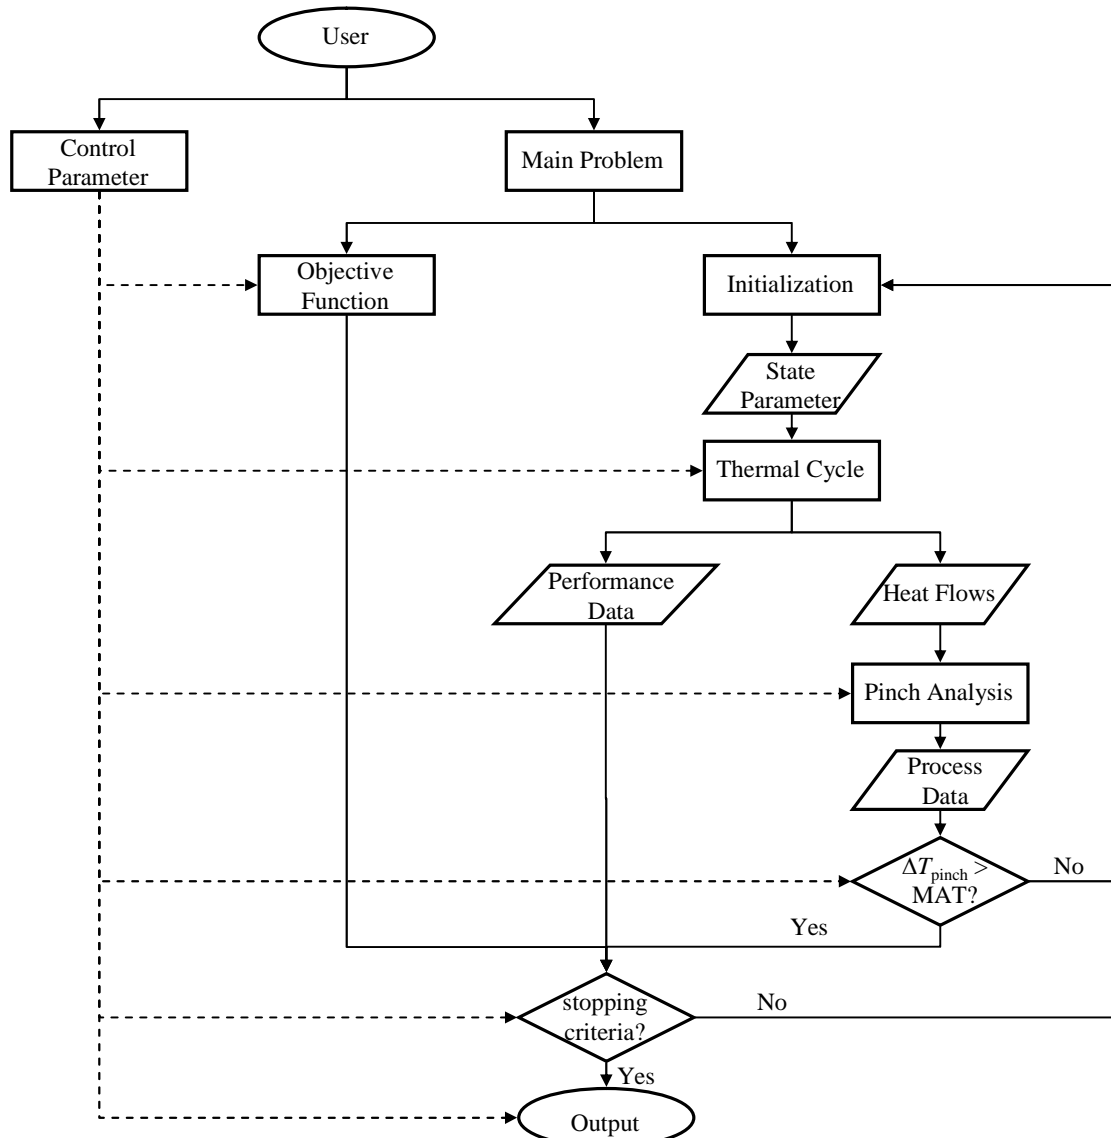 User
Control
Parameter
Main Problem
Objective
Function
Initialization
State
Parameter
Thermal Cycle
Performance
Data
Heat Flows
Pinch Analysis
Process
Data
ΔTpinch >
MAT?
No
Yes
stopping
criteria?
No
Yes
Output